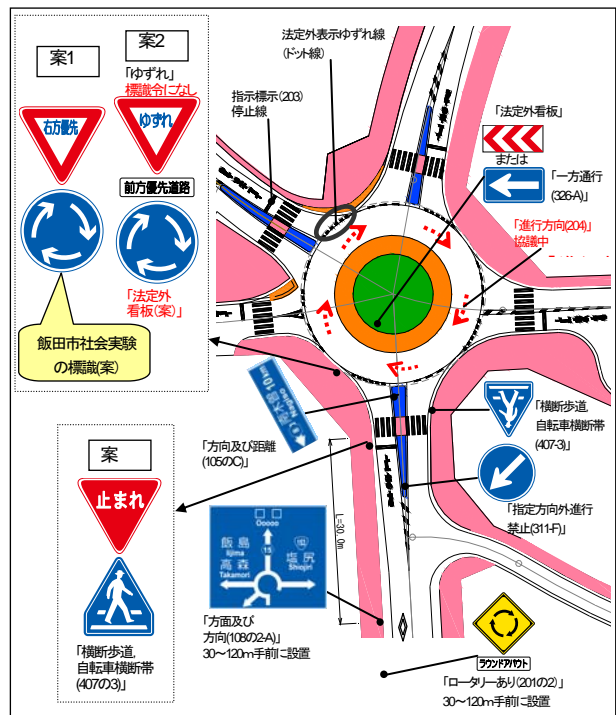 案1
案2
「ゆずれ」
標識令になし
右方優先
ゆずれ
前方優先道路
「法定外
看板(案)」
飯田市社会実験
の標識(案)
法定外表示ゆずれ線
(ドット線)
指示標示(203)
停止線
「法定外看板」
または
「一方通行
(326-A)」
「進行方向(204)」
協議中
案
止まれ
「横断歩道,
自転車横断帯
(407の3)」
10km
Nagiso
「方向及び距離
(105のC)」
「横断歩道,
自転車横断帯
(407-3)」
「指定方向外進行
禁止(311-F)」
L=30.0m
Ooooo
飯島
Iijima
高森
Takamori
15
塩尻
Shiojiri
「方面及び
方向(108の2-A)」
30～120m手前に設置
ラウンドアバウト
「ロータリーあり(201の2)」
30～120m手前に設置